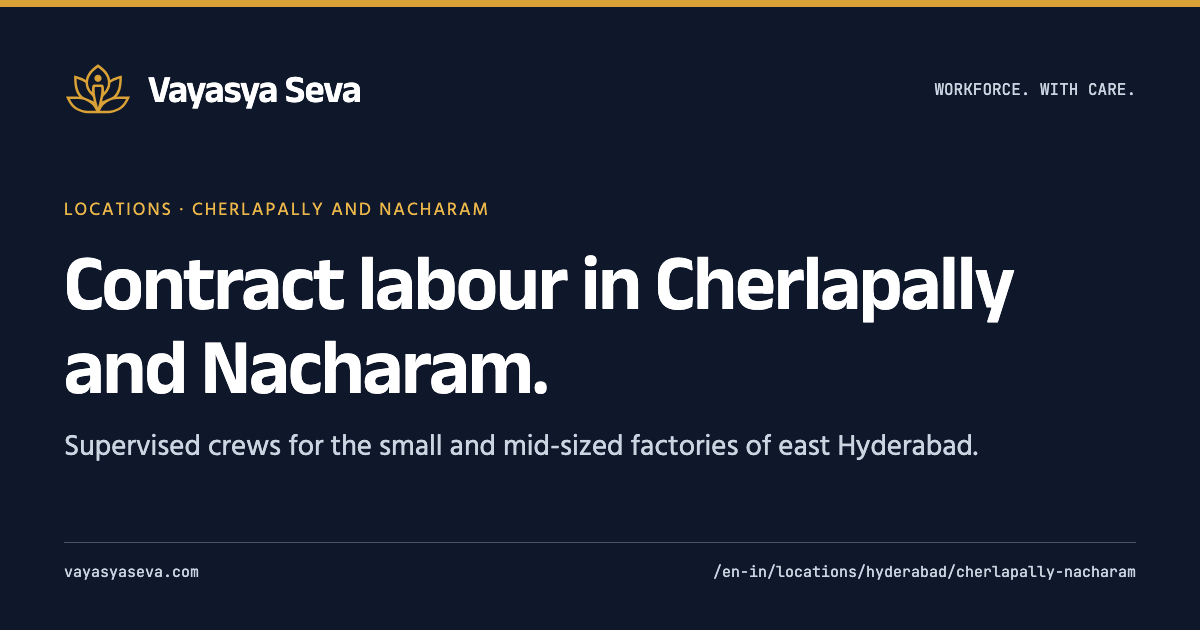 Vayasya Seva
WORKFORCE. WITH CARE.
LOCATIONS · CHERLAPALLY AND NACHARAM
Contract labour in Cherlapally
and Nacharam.
Supervised crews for the small and mid-sized factories of east Hyderabad.
vayasyaseva.com
/en-in/locations/hyderabad/cherlapally-nacharam